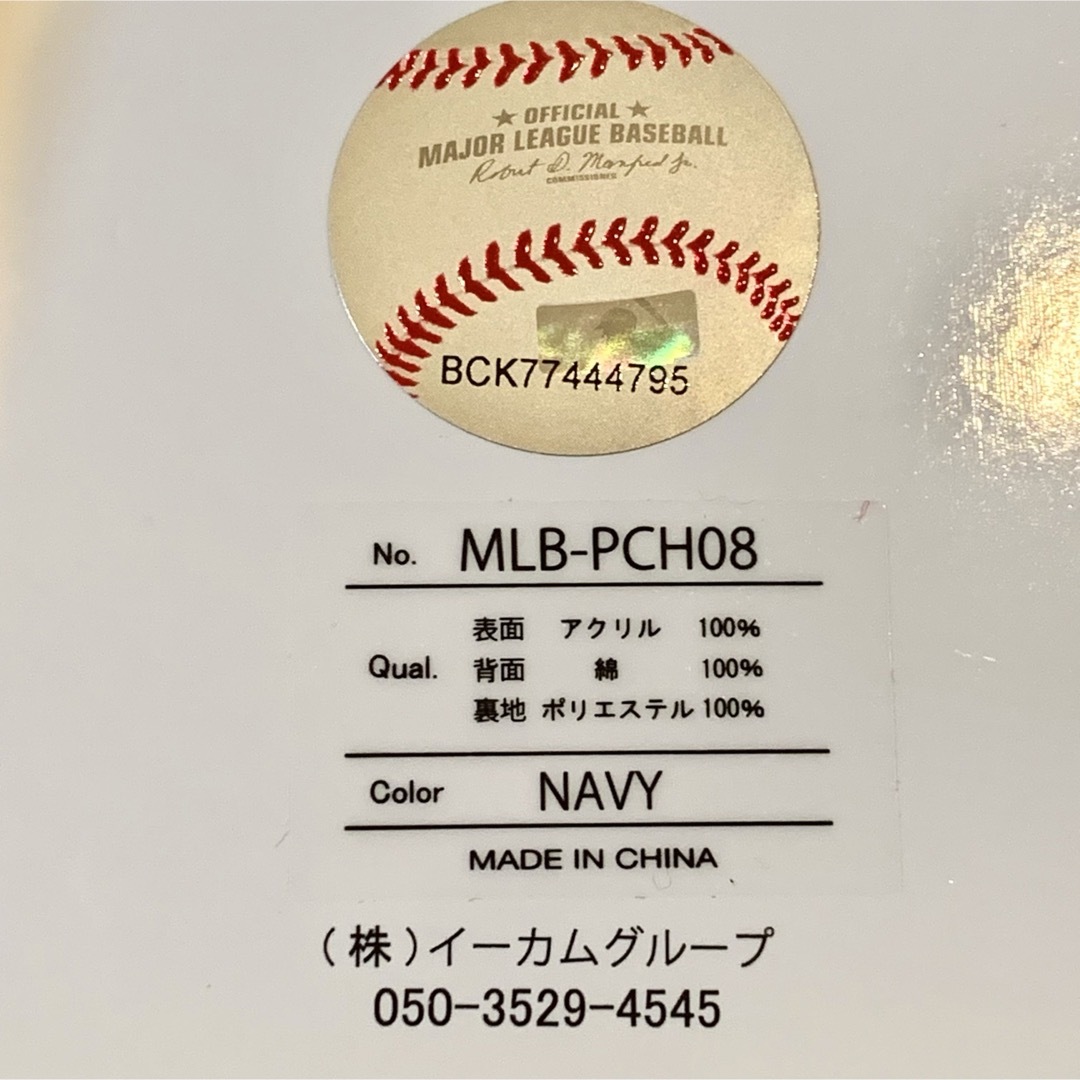 ★ OFFICIAL ★
MAJOR LEAGUE BASEBALL
Robert D. Manfred Jr.
COMMISSIONER
BCK77444795
No. MLB-PCH08
表面 アクリル 100%
Qual. 背面 綿 100%
裏地 ポリエステル 100%
Color NAVY
MADE IN CHINA
(株)イーカムグループ
050-3529-4545